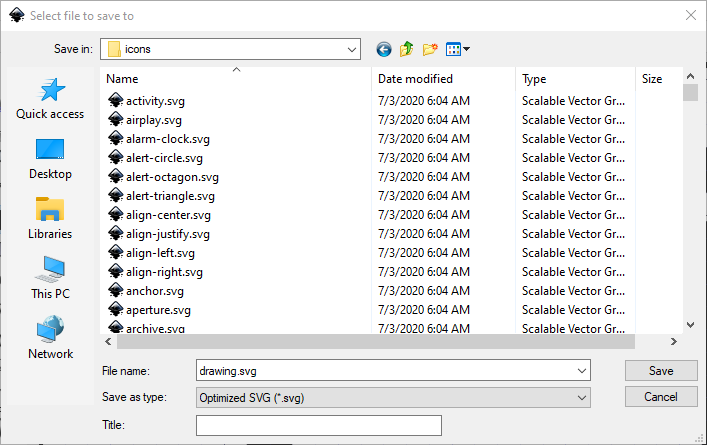 Select file to save to
Save in: icons
Name Date modified Type Size
Quick access
Desktop
Libraries
This PC
Network
activity.svg 7/3/2020 6:04 AM Scalable Vector Gr...
airplay.svg 7/3/2020 6:04 AM Scalable Vector Gr...
alarm-clock.svg 7/3/2020 6:04 AM Scalable Vector Gr...
alert-circle.svg 7/3/2020 6:04 AM Scalable Vector Gr...
alert-octagon.svg 7/3/2020 6:04 AM Scalable Vector Gr...
alert-triangle.svg 7/3/2020 6:04 AM Scalable Vector Gr...
align-center.svg 7/3/2020 6:04 AM Scalable Vector Gr...
align-justify.svg 7/3/2020 6:04 AM Scalable Vector Gr...
align-left.svg 7/3/2020 6:04 AM Scalable Vector Gr...
align-right.svg 7/3/2020 6:04 AM Scalable Vector Gr...
anchor.svg 7/3/2020 6:04 AM Scalable Vector Gr...
aperture.svg 7/3/2020 6:04 AM Scalable Vector Gr...
archive.svg 7/3/2020 6:04 AM Scalable Vector Gr...
File name: drawing.svg Save
Save as type: Optimized SVG (*.svg) Cancel
Title: